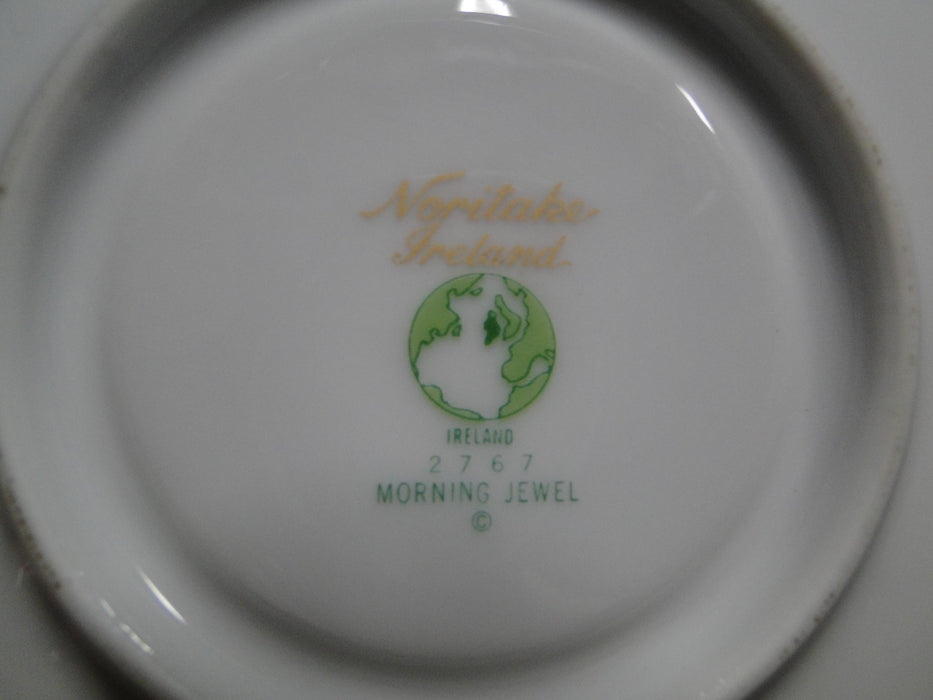 Noritake
Ireland
IRELAND
2767
MORNING JEWEL
©